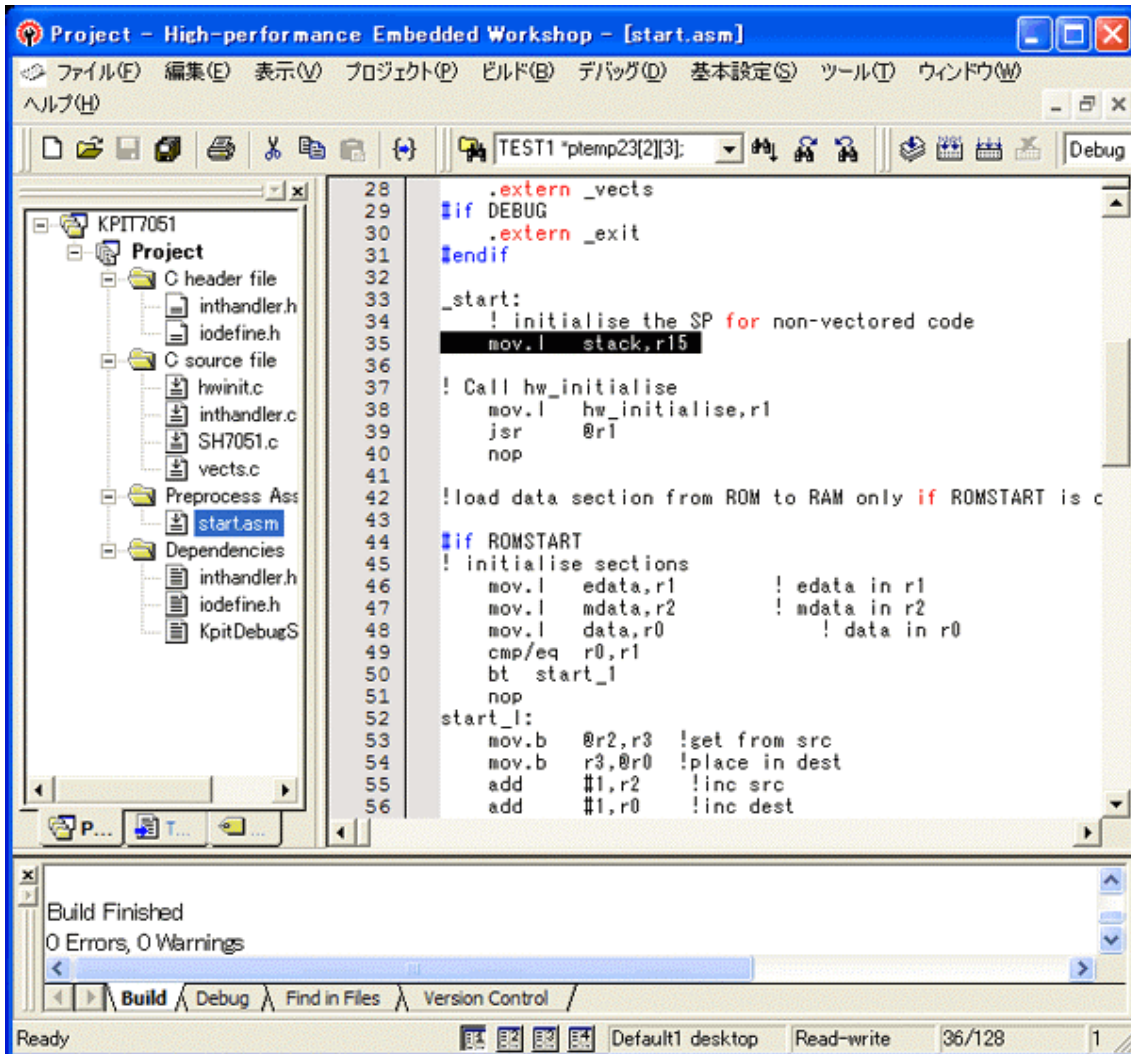 Project - High-performance Embedded Workshop - [start.asm]
ファイル(F) 編集(E) 表示(V) プロジェクト(P) ビルド(B) デバッグ(D) 基本設定(S) ツール(T) ウィンドウ(W)
ヘルプ(H)
TEST1 *ptemp23[2][3]; Debug
KPIT7051
Project
C header file
inthandler.h
iodefine.h
C source file
hwinit.c
inthandler.c
SH7051.c
vects.c
Preprocess Ass
start.asm
Dependencies
inthandler.h
iodefine.h
KpitDebugS
P... T... ...
28 .extern _vects
29 #if DEBUG
30 .extern _exit
31 #endif
32
33 _start:
34 ! initialise the SP for non-vectored code
35 mov.l stack,r15
36
37 ! Call hw_initialise
38 mov.l hw_initialise,r1
39 jsr @r1
40 nop
41
42 !load data section from ROM to RAM only if ROMSTART is
43
44 #if ROMSTART
45 ! initialise sections
46 mov.l edata,r1 ! edata in r1
47 mov.l mdata,r2 ! mdata in r2
48 mov.l data,r0 ! data in r0
49 cmp/eq r0,r1
50 bt start_1
51 nop
52 start_l:
53 mov.b @r2,r3 !get from src
54 mov.b r3,@r0 !place in dest
55 add #1,r2 !inc src
56 add #1,r0 !inc dest
Build Finished
0 Errors, 0 Warnings
Build Debug Find in Files Version Control
Ready Default1 desktop Read-write 36/128 1